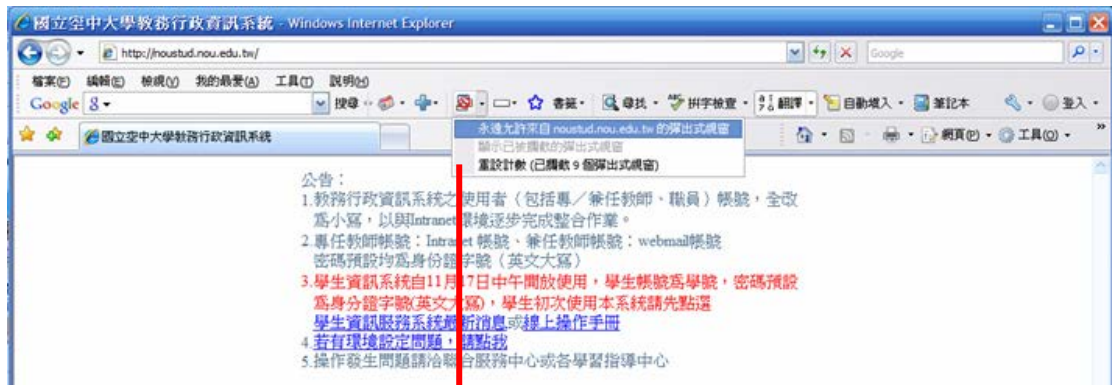 國立空中大學教務行政資訊系統 - Windows Internet Explorer
http://noustud.nou.edu.tw/
Google
檔案(F) 編輯(E) 檢視(V) 我的最愛(A) 工具(T) 說明(H)
Google 搜尋 書籤 尋找 拼字檢查 翻譯 自動填入 筆記本 登入
國立空中大學教務行政資訊系統 網頁(P) 工具(O)
永遠允許來自 noustud.nou.edu.tw 的彈出式視窗
顯示已被攔截的彈出式視窗
重設計數 (已攔截 9 個彈出式視窗)
公告：
1.教務行政資訊系統之使用者（包括專／兼任教師、職員）帳號，全改
為小寫，以與Intranet環境逐步完成整合作業。
2.專任教師帳號：Intranet 帳號、兼任教師帳號：webmail帳號
密碼預設均為身份證字號（英文大寫）
3.學生資訊系統自11月17日中午開放使用，學生帳號為學號，密碼預設
為身分證字號(英文大寫)，學生初次使用本系統請先點選
學生資訊服務系統最新消息或線上操作手冊
4.若有環境設定問題，請點我
5.操作發生問題請洽聯合服務中心或各學習指導中心